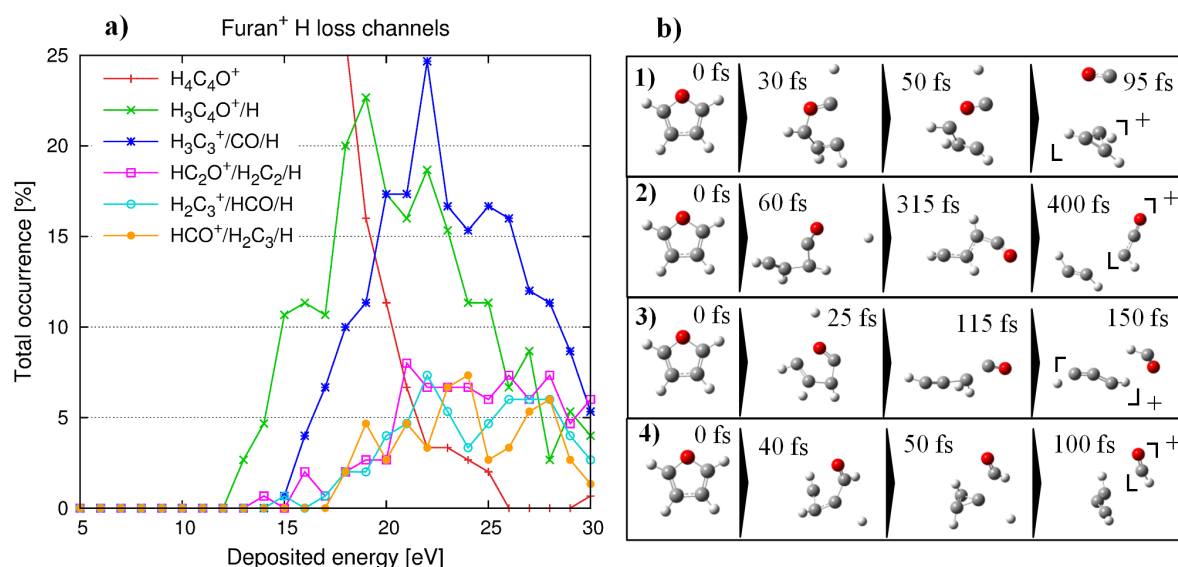 a)
Furan⁺ H loss channels
Total occurrence [%]
25
20
15
10
5
0
H₄C₄O⁺
H₃C₄O⁺/H
H₃C₃⁺/CO/H
HC₂O⁺/H₂C₂/H
H₂C₃⁺/HCO/H
HCO⁺/H₂C₃/H
5 10 15 20 25 30
Deposited energy [eV]
b)
1) 0 fs 30 fs 50 fs 95 fs
+
2) 0 fs 60 fs 315 fs 400 fs
+
3) 0 fs 25 fs 115 fs 150 fs
+
4) 0 fs 40 fs 50 fs 100 fs
+